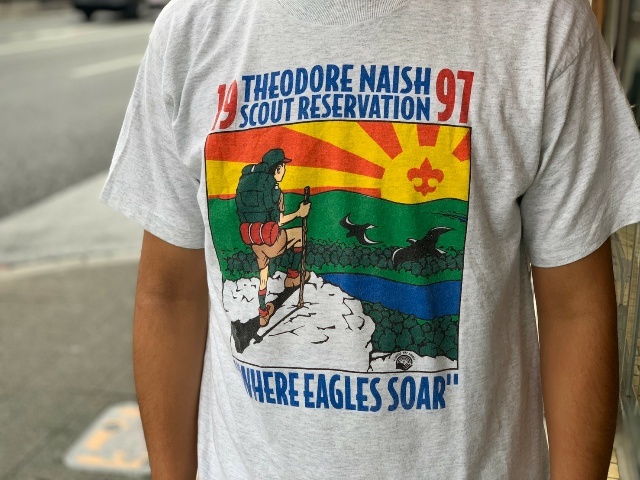 19 THEODORE NAISH 97
SCOUT RESERVATION
"WHERE EAGLES SOAR"